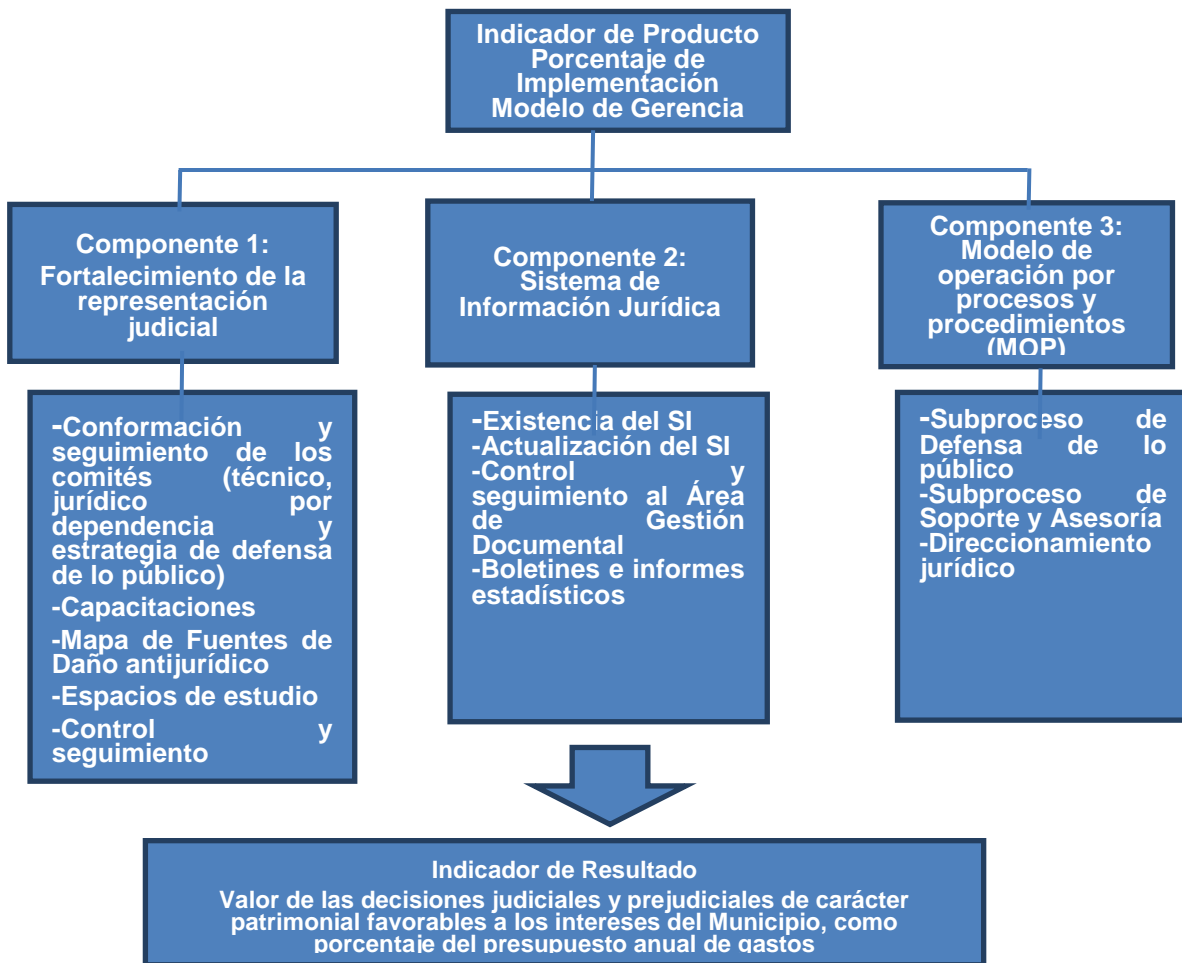 Indicador de Producto
Porcentaje de
Implementación
Modelo de Gerencia
Componente 1:
Fortalecimiento de la
representación
judicial
Componente 2:
Sistema de
Información Jurídica
Componente 3:
Modelo de
operación por
procesos y
procedimientos
(MOP)
-Conformación y
seguimiento de los
comités (técnico,
jurídico por
dependencia y
estrategia de defensa
de lo público)
-Capacitaciones
-Mapa de Fuentes de
Daño antijurídico
-Espacios de estudio
-Control y
seguimiento
-Existencia del SI
-Actualización del SI
-Control y
seguimiento al Área
de Gestión
Documental
-Boletines e informes
estadísticos
-Subproceso de
Defensa de lo
público
-Subproceso de
Soporte y Asesoría
-Direccionamiento
jurídico
Indicador de Resultado
Valor de las decisiones judiciales y prejudiciales de carácter
patrimonial favorables a los intereses del Municipio, como
porcentaje del presupuesto anual de gastos